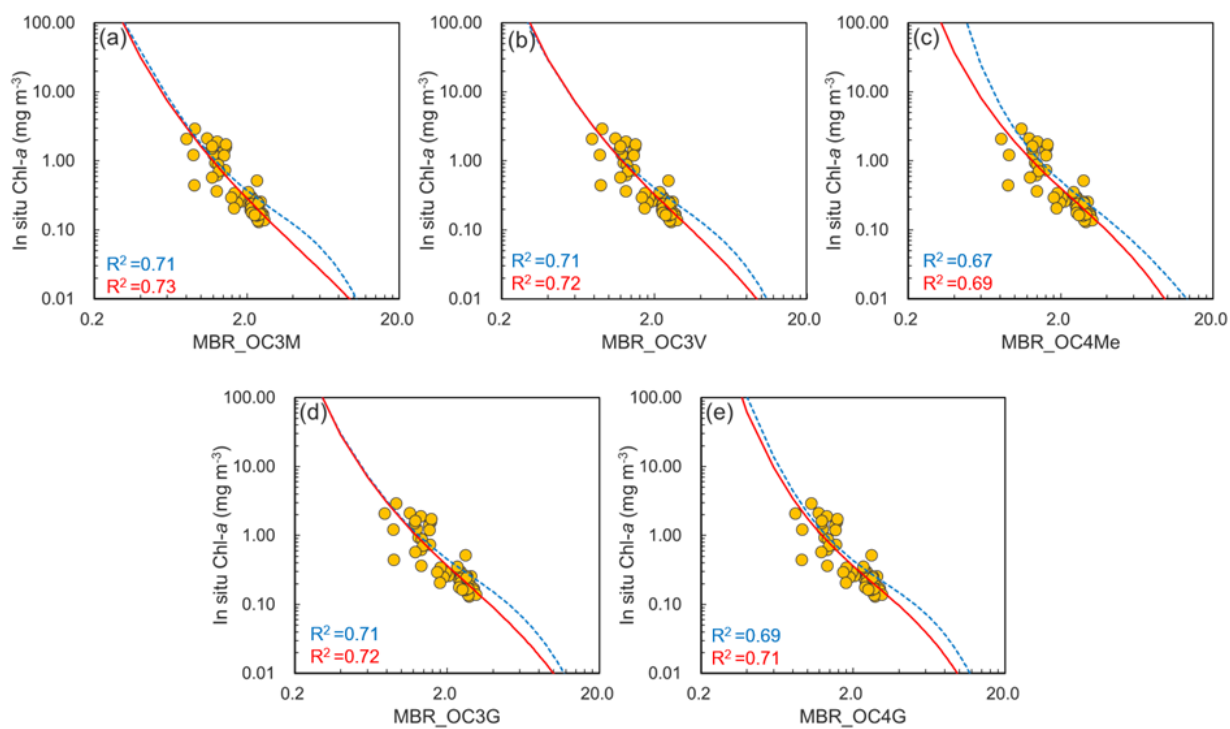 (a)
100.00
10.00
1.00
0.10
0.01
In situ Chl-a (mg m⁻³)
R²=0.71
R²=0.73
0.2 2.0 20.0
MBR_OC3M
(b)
100.00
10.00
1.00
0.10
0.01
In situ Chl-a (mg m⁻³)
R²=0.71
R²=0.72
0.2 2.0 20.0
MBR_OC3V
(c)
100.00
10.00
1.00
0.10
0.01
In situ Chl-a (mg m⁻³)
R²=0.67
R²=0.69
0.2 2.0 20.0
MBR_OC4Me
(d)
100.00
10.00
1.00
0.10
0.01
In situ Chl-a (mg m⁻³)
R²=0.71
R²=0.72
0.2 2.0 20.0
MBR_OC3G
(e)
100.00
10.00
1.00
0.10
0.01
In situ Chl-a (mg m⁻³)
R²=0.69
R²=0.71
0.2 2.0 20.0
MBR_OC4G